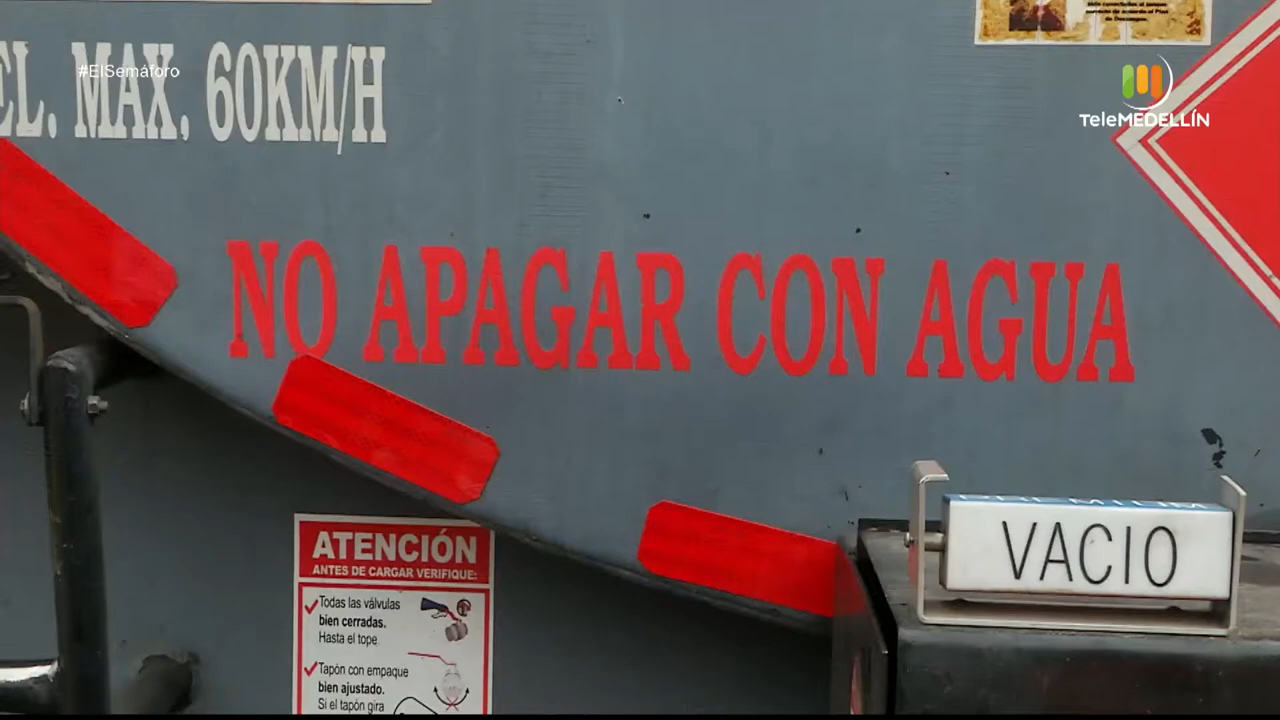 EL. MAX. 60KM/H
#ElSemáforo
TeleMEDELLÍN
NO APAGAR CON AGUA
VACIO
ATENCIÓN
ANTES DE CARGAR VERIFIQUE:
Todas las válvulas
bien cerradas.
Hasta el tope.
Tapón con empaque
bien ajustado.
Si el tapón gira